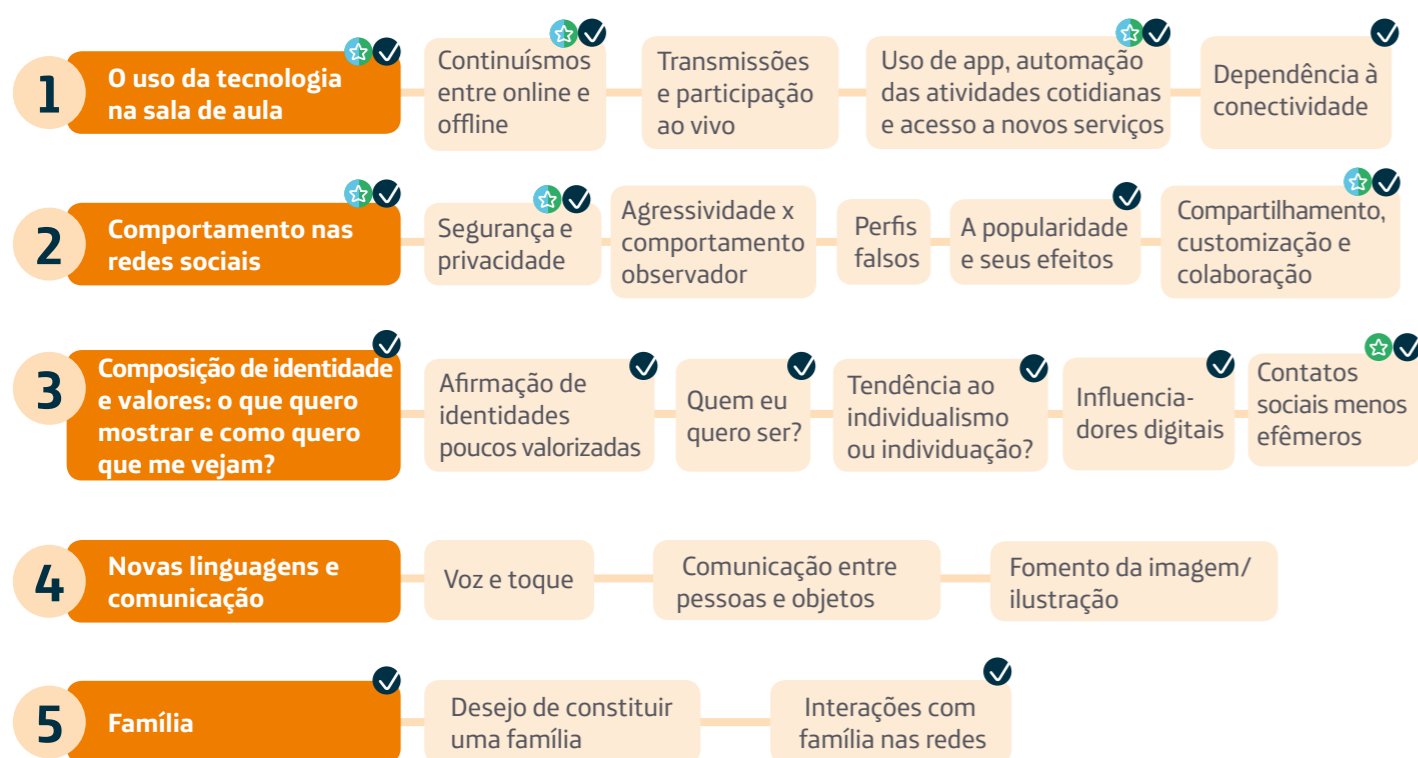 1
O uso da tecnologia
na sala de aula
Continuísmos
entre online e
offline
Transmissões
e participação
ao vivo
Uso de app, automação
das atividades cotidianas
e acesso a novos serviços
Dependência à
conectividade
2
Comportamento nas
redes sociais
Segurança e
privacidade
Agressividade x
comportamento
observador
Perfis
falsos
A popularidade
e seus efeitos
Compartilhamento,
customização e
colaboração
3
Composição de identidade
e valores: o que quero
mostrar e como quero
que me vejam?
Afirmação de
identidades
poucos valorizadas
Quem eu
quero ser?
Tendência ao
individualismo
ou individuação?
Influencia-
dores digitais
Contatos
sociais menos
efêmeros
4
Novas linguagens e
comunicação
Voz e toque
Comunicação entre
pessoas e objetos
Fomento da imagem/
ilustração
5
Família
Desejo de constituir
uma família
Interações com
família nas redes